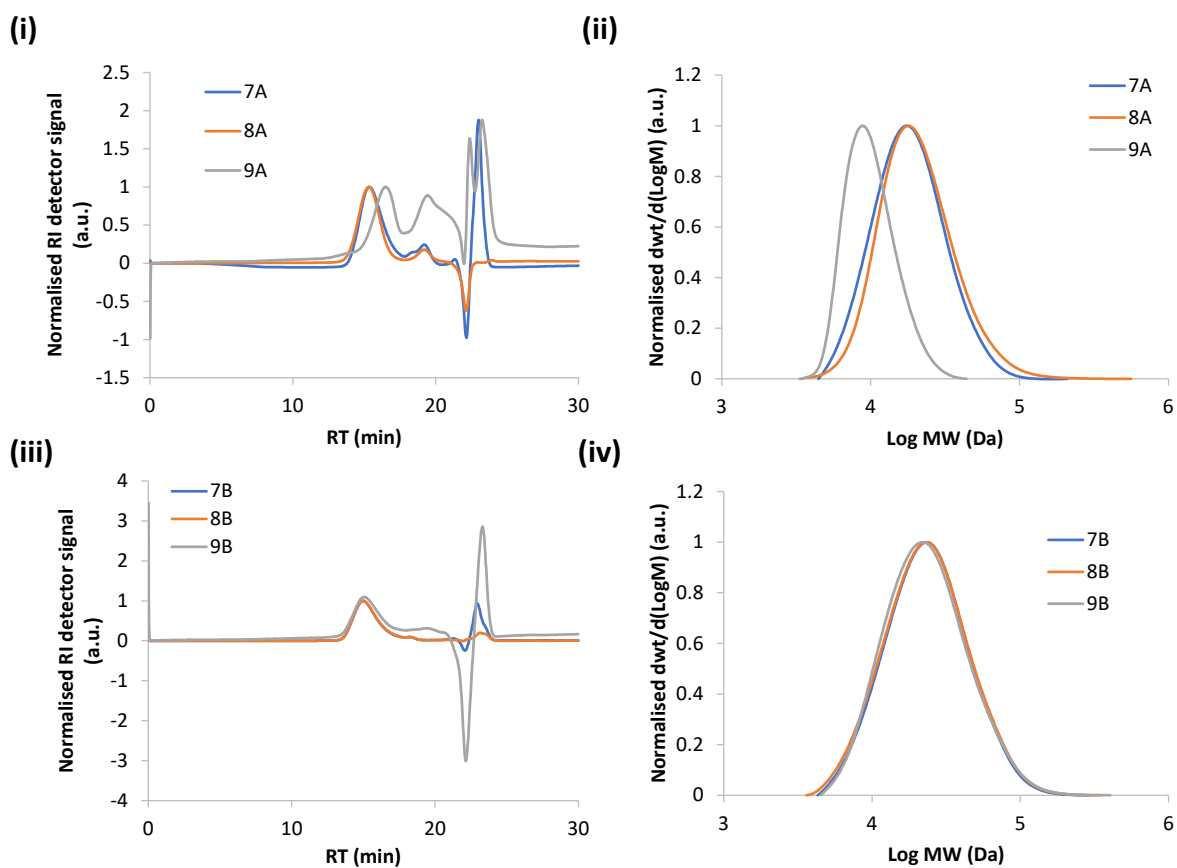 (i)
Normalised RI detector signal
(a.u.)
2.5
2
1.5
1
0.5
0
-0.5
-1
-1.5
0
10
20
30
RT (min)
7A
8A
9A
(ii)
Normalised dwt/d(LogM) (a.u.)
1.2
1
0.8
0.6
0.4
0.2
0
3
4
5
6
Log MW (Da)
7A
8A
9A
(iii)
Normalised RI detector signal
(a.u.)
4
3
2
1
0
-1
-2
-3
-4
0
10
20
30
RT (min)
7B
8B
9B
(iv)
Normalised dwt/d(LogM) (a.u.)
1.2
1
0.8
0.6
0.4
0.2
0
3
4
5
6
Log MW (Da)
7B
8B
9B